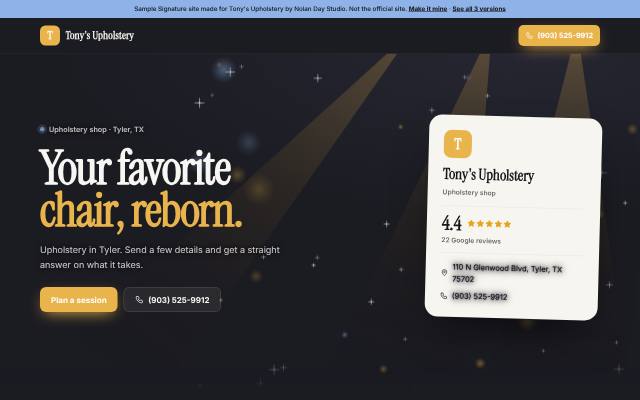 Sample Signature site made for Tony's Upholstery by Nolan Day Studio. Not the official site. Make it mine · See all 3 versions
T Tony's Upholstery
(903) 525-9912
Upholstery shop · Tyler, TX
Your favorite
chair, reborn.
Upholstery in Tyler. Send a few details and get a straight
answer on what it takes.
Plan a session
(903) 525-9912
T
Tony's Upholstery
Upholstery shop
4.4 ★★★★★
22 Google reviews
110 N Glenwood Blvd, Tyler, TX
75702
(903) 525-9912